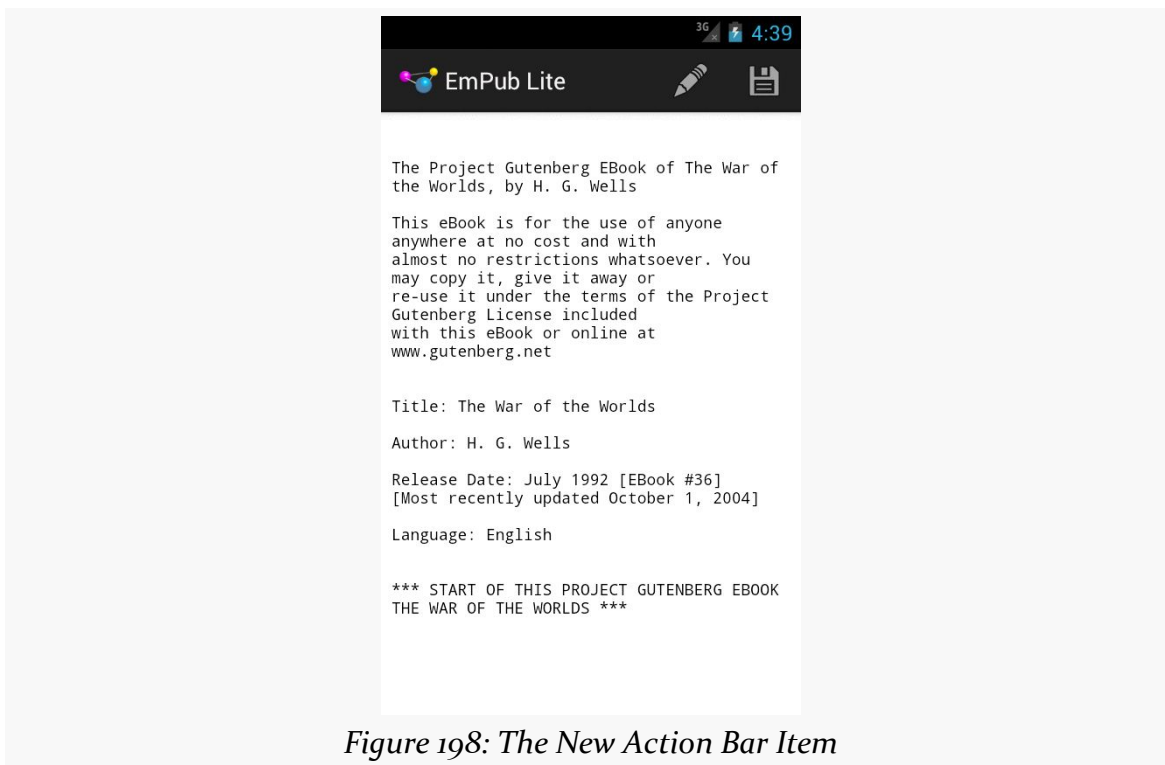 3G 4:39
EmPub Lite
The Project Gutenberg EBook of The War of
the Worlds, by H. G. Wells
This eBook is for the use of anyone
anywhere at no cost and with
almost no restrictions whatsoever. You
may copy it, give it away or
re-use it under the terms of the Project
Gutenberg License included
with this eBook or online at
www.gutenberg.net
Title: The War of the Worlds
Author: H. G. Wells
Release Date: July 1992 [EBook #36]
[Most recently updated October 1, 2004]
Language: English
*** START OF THIS PROJECT GUTENBERG EBOOK
THE WAR OF THE WORLDS ***
Figure 198: The New Action Bar Item